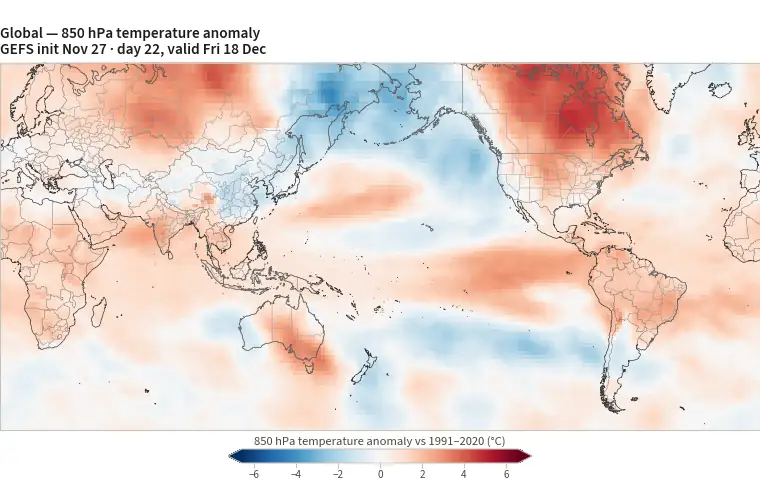 Global — 850 hPa temperature anomaly
GEFS init Nov 27 · day 22, valid Fri 18 Dec
850 hPa temperature anomaly vs 1991–2020 (°C)
−6 −4 −2 0 2 4 6